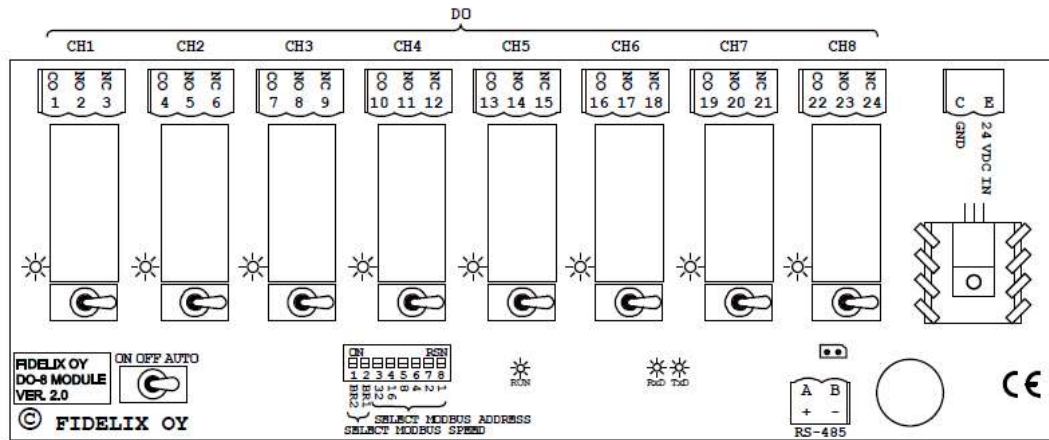 DO
CH1 CH2 CH3 CH4 CH5 CH6 CH7 CH8
CO NO NC CO NO NC CO NO NC CO NO NC CO NO NC CO NO NC CO NO NC CO NO NC
1 2 3 4 5 6 7 8 9 10 11 12 13 14 15 16 17 18 19 20 21 22 23 24
C E
GND
24 VDC IN
FIDELIX OY
DO-8 MODULE
VER. 2.0
ON OFF AUTO
© FIDELIX OY
ON RSN
1 2 3 4 5 6 7 8
BR2 BR1 32 16 8 4 2 1
SELECT MODBUS ADDRESS
SELECT MODBUS SPEED
RUN
RxD TxD
A B
+ -
RS-485
CE